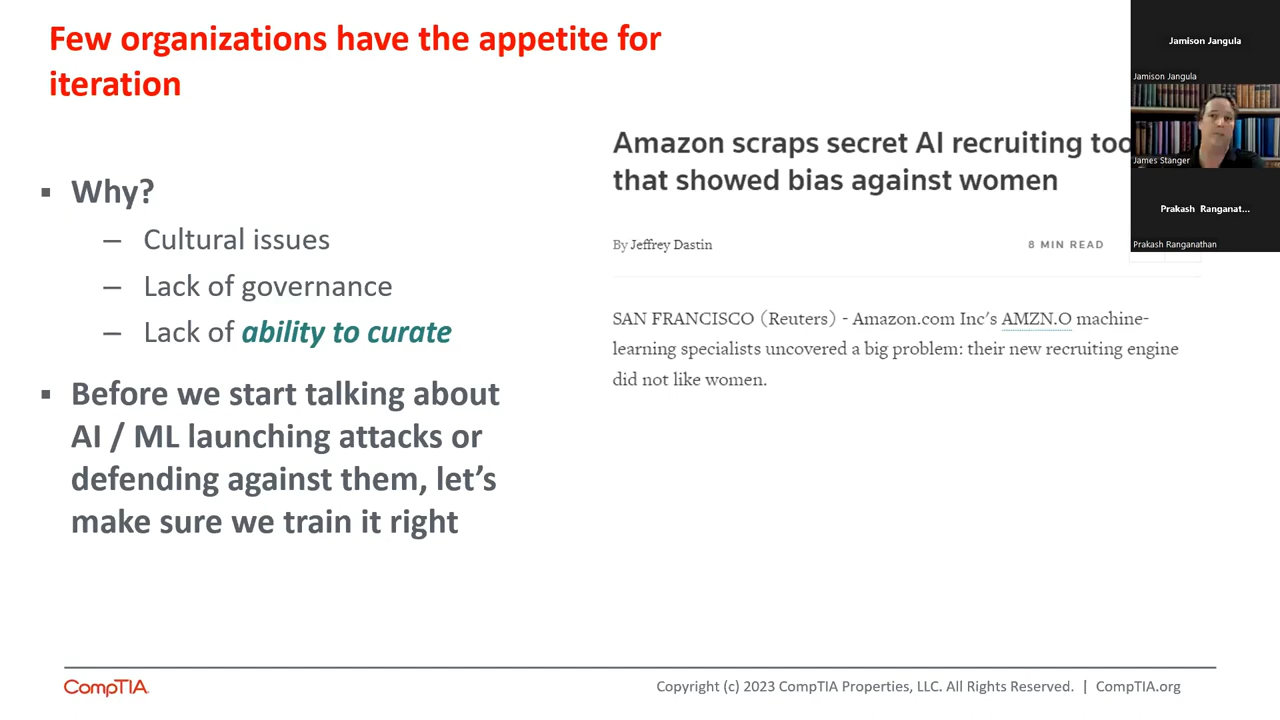 Few organizations have the appetite for
iteration
▪ Why?
– Cultural issues
– Lack of governance
– Lack of ability to curate
▪ Before we start talking about
AI / ML launching attacks or
defending against them, let’s
make sure we train it right
Amazon scraps secret AI recruiting too
that showed bias against women
By Jeffrey Dastin
8 MIN READ
SAN FRANCISCO (Reuters) - Amazon.com Inc’s AMZN.O machine-
learning specialists uncovered a big problem: their new recruiting engine
did not like women.
Jamison Jangula
Jamison Jangula
James Stanger
Prakash Ranganat...
Prakash Ranganathan
CompTIA.
Copyright (c) 2023 CompTIA Properties, LLC. All Rights Reserved. | CompTIA.org